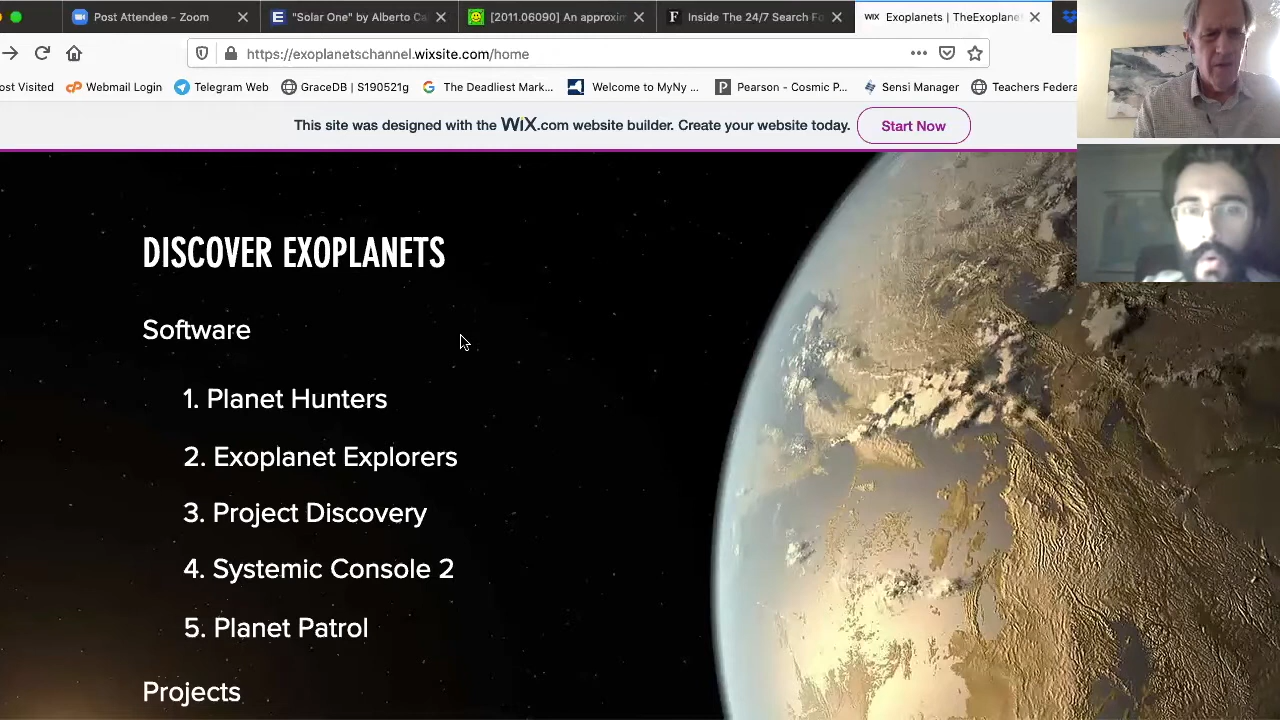 Post Attendee - Zoom
"Solar One" by Alberto Ca
[2011.06090] An approxim
Inside The 24/7 Search Fo
WiX Exoplanets | TheExoplane
https://exoplanetschannel.wixsite.com/home
ost Visited
Webmail Login
Telegram Web
GraceDB | S190521g
The Deadliest Mark...
Welcome to MyNy ...
Pearson - Cosmic P...
Sensi Manager
Teachers Federa
This site was designed with the WiX.com website builder. Create your website today.
Start Now
DISCOVER EXOPLANETS
Software
1. Planet Hunters
2. Exoplanet Explorers
3. Project Discovery
4. Systemic Console 2
5. Planet Patrol
Projects